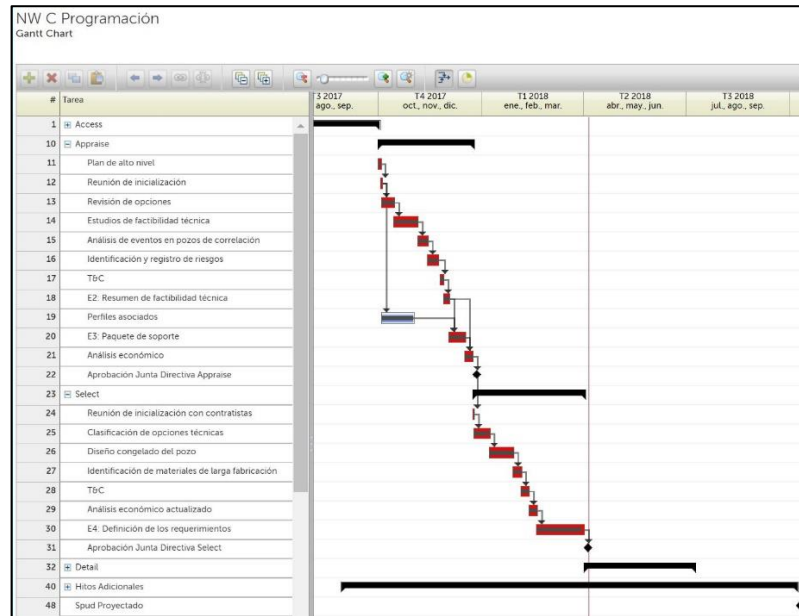 NW C Programación
Gantt Chart
# Tarea
T3 2017 T4 2017 T1 2018 T2 2018 T3 2018
ago., sep. oct., nov., dic. ene., feb., mar. abr., may., jun. jul., ago., sep.
1 Access
10 Appraise
11 Plan de alto nivel
12 Reunión de inicialización
13 Revisión de opciones
14 Estudios de factibilidad técnica
15 Análisis de eventos en pozos de correlación
16 Identificación y registro de riesgos
17 T&C
18 E2: Resumen de factibilidad técnica
19 Perfiles asociados
20 E3: Paquete de soporte
21 Análisis económico
22 Aprobación Junta Directiva Appraise
23 Select
24 Reunión de inicialización con contratistas
25 Clasificación de opciones técnicas
26 Diseño congelado del pozo
27 Identificación de materiales de larga fabricación
28 T&C
29 Análisis económico actualizado
30 E4: Definición de los requerimientos
31 Aprobación Junta Directiva Select
32 Detail
40 Hitos Adicionales
48 Spud Proyectado